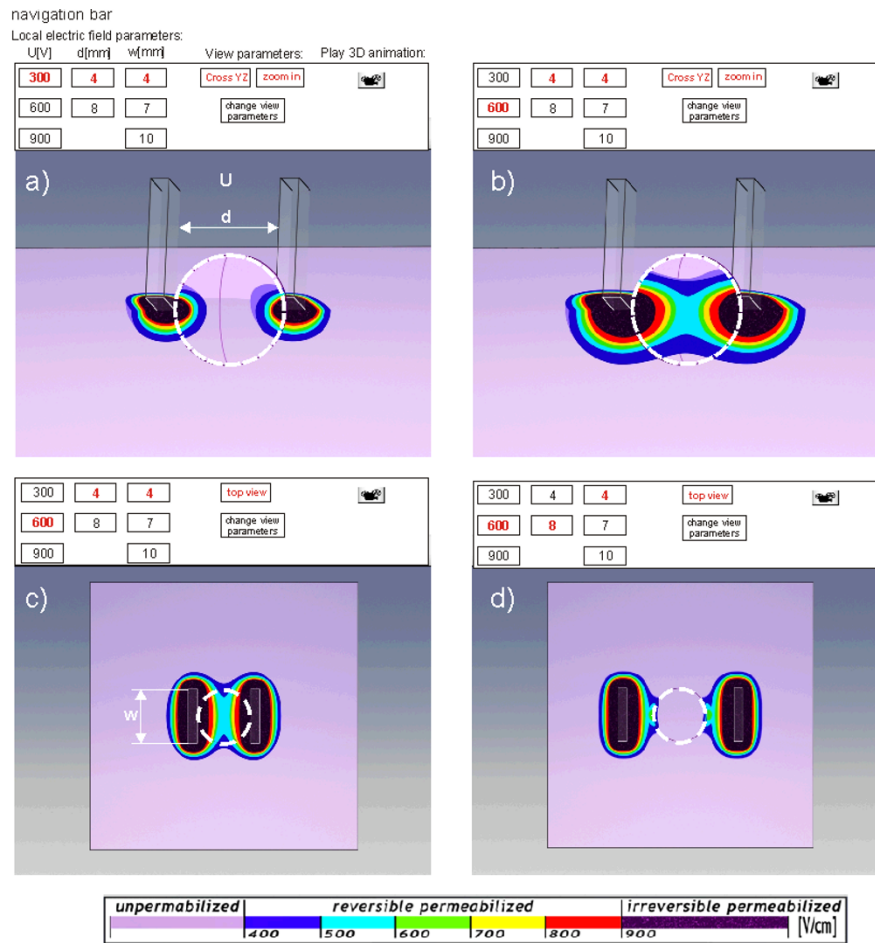 navigation bar
Local electric field parameters:
U[V] d[mm] w[mm] View parameters: Play 3D animation:
300 4 4 Cross YZ zoom in
600 8 7 change view parameters
900 10
300 4 4 Cross YZ zoom in
600 8 7 change view parameters
900 10
a) U
d
b)
300 4 4 top view
600 8 7 change view parameters
900 10
300 4 4 top view
600 8 7 change view parameters
900 10
c)
w
d)
unpermabilized reversible permeabilized irreversible permeabilized [V/cm]
400 500 600 700 800 900